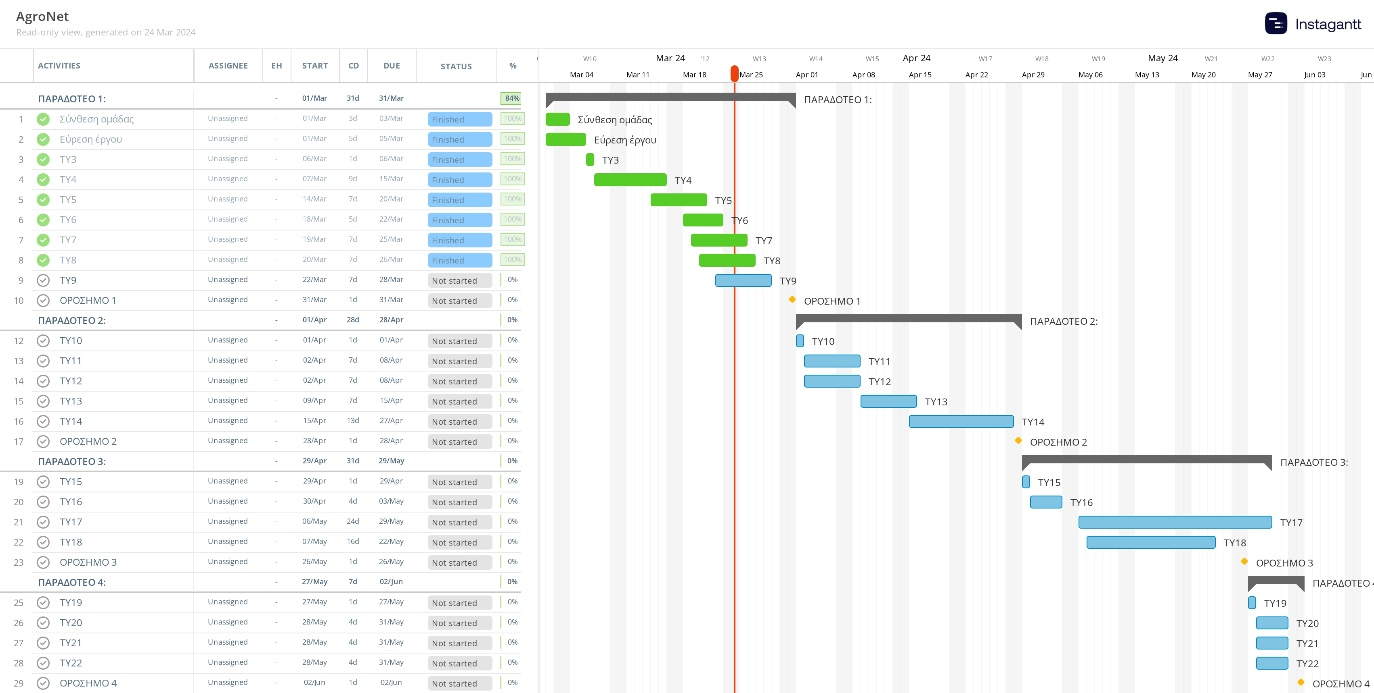 AgroNet
Read-only view, generated on 24 Mar 2024
Instagantt
ACTIVITIES ASSIGNEE EH START CD DUE STATUS %
W10 Mar 24 '12 W13 W14 W15 Apr 24 W17 W18 W19 May 24 W21 W22 W23
Mar 04 Mar 11 Mar 18 Mar 25 Apr 01 Apr 08 Apr 15 Apr 22 Apr 29 May 06 May 13 May 20 May 27 Jun 03 Jun
ΠΑΡΑΔΟΤΕΟ 1: - 01/Mar 31d 31/Mar 84% ΠΑΡΑΔΟΤΕΟ 1:
1 Σύνθεση ομάδας Unassigned - 01/Mar 3d 03/Mar Finished 100% Σύνθεση ομάδας
2 Εύρεση έργου Unassigned - 01/Mar 5d 05/Mar Finished 100% Εύρεση έργου
3 ΤΥ3 Unassigned - 06/Mar 1d 06/Mar Finished 100% ΤΥ3
4 ΤΥ4 Unassigned - 07/Mar 9d 15/Mar Finished 100% ΤΥ4
5 ΤΥ5 Unassigned - 14/Mar 7d 20/Mar Finished 100% ΤΥ5
6 ΤΥ6 Unassigned - 18/Mar 5d 22/Mar Finished 100% ΤΥ6
7 ΤΥ7 Unassigned - 19/Mar 7d 25/Mar Finished 100% ΤΥ7
8 ΤΥ8 Unassigned - 20/Mar 7d 26/Mar Finished 100% ΤΥ8
9 ΤΥ9 Unassigned - 22/Mar 7d 28/Mar Not started 0% ΤΥ9
10 ΟΡΟΣΗΜΟ 1 Unassigned - 31/Mar 1d 31/Mar Not started 0% ΟΡΟΣΗΜΟ 1
ΠΑΡΑΔΟΤΕΟ 2: - 01/Apr 28d 28/Apr 0% ΠΑΡΑΔΟΤΕΟ 2:
12 ΤΥ10 Unassigned - 01/Apr 1d 01/Apr Not started 0% ΤΥ10
13 ΤΥ11 Unassigned - 02/Apr 7d 08/Apr Not started 0% ΤΥ11
14 ΤΥ12 Unassigned - 02/Apr 7d 08/Apr Not started 0% ΤΥ12
15 ΤΥ13 Unassigned - 09/Apr 7d 15/Apr Not started 0% ΤΥ13
16 ΤΥ14 Unassigned - 15/Apr 13d 27/Apr Not started 0% ΤΥ14
17 ΟΡΟΣΗΜΟ 2 Unassigned - 28/Apr 1d 28/Apr Not started 0% ΟΡΟΣΗΜΟ 2
ΠΑΡΑΔΟΤΕΟ 3: - 29/Apr 31d 29/May 0% ΠΑΡΑΔΟΤΕΟ 3:
19 ΤΥ15 Unassigned - 29/Apr 1d 29/Apr Not started 0% ΤΥ15
20 ΤΥ16 Unassigned - 30/Apr 4d 03/May Not started 0% ΤΥ16
21 ΤΥ17 Unassigned - 06/May 24d 29/May Not started 0% ΤΥ17
22 ΤΥ18 Unassigned - 07/May 16d 22/May Not started 0% ΤΥ18
23 ΟΡΟΣΗΜΟ 3 Unassigned - 26/May 1d 26/May Not started 0% ΟΡΟΣΗΜΟ 3
ΠΑΡΑΔΟΤΕΟ 4: - 27/May 7d 02/Jun 0% ΠΑΡΑΔΟΤΕΟ 4
25 ΤΥ19 Unassigned - 27/May 1d 27/May Not started 0% ΤΥ19
26 ΤΥ20 Unassigned - 28/May 4d 31/May Not started 0% ΤΥ20
27 ΤΥ21 Unassigned - 28/May 4d 31/May Not started 0% ΤΥ21
28 ΤΥ22 Unassigned - 28/May 4d 31/May Not started 0% ΤΥ22
29 ΟΡΟΣΗΜΟ 4 Unassigned - 02/Jun 1d 02/Jun Not started 0% ΟΡΟΣΗΜΟ 4